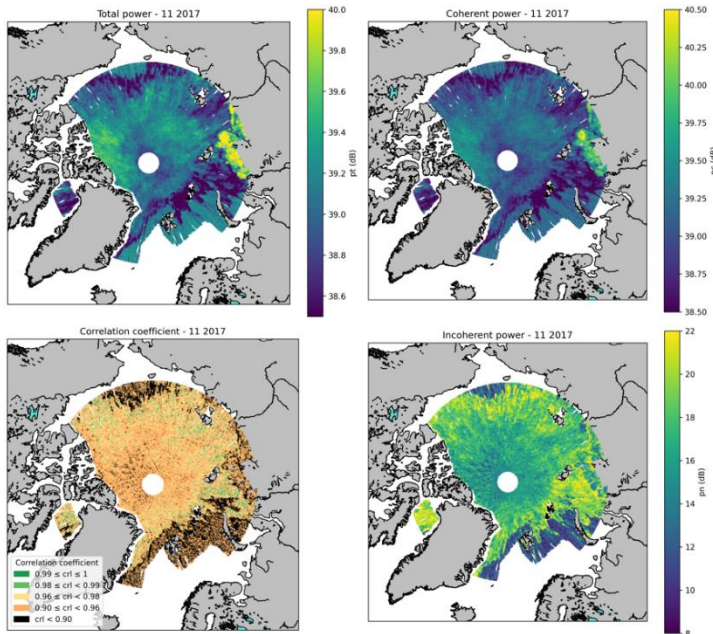 Total power - 11 2017
40.0
39.8
39.6
39.4
39.2
39.0
38.8
38.6
pt (dB)
Coherent power - 11 2017
40.50
40.25
40.00
39.75
39.50
39.25
39.00
38.75
38.50
Correlation coefficient - 11 2017
Correlation coefficient
0.99 ≤ crl ≤ 1
0.98 ≤ crl < 0.99
0.96 ≤ crl < 0.98
0.90 ≤ crl < 0.96
crl < 0.90
Incoherent power - 11 2017
22
20
18
16
14
12
10
8
pn (dB)